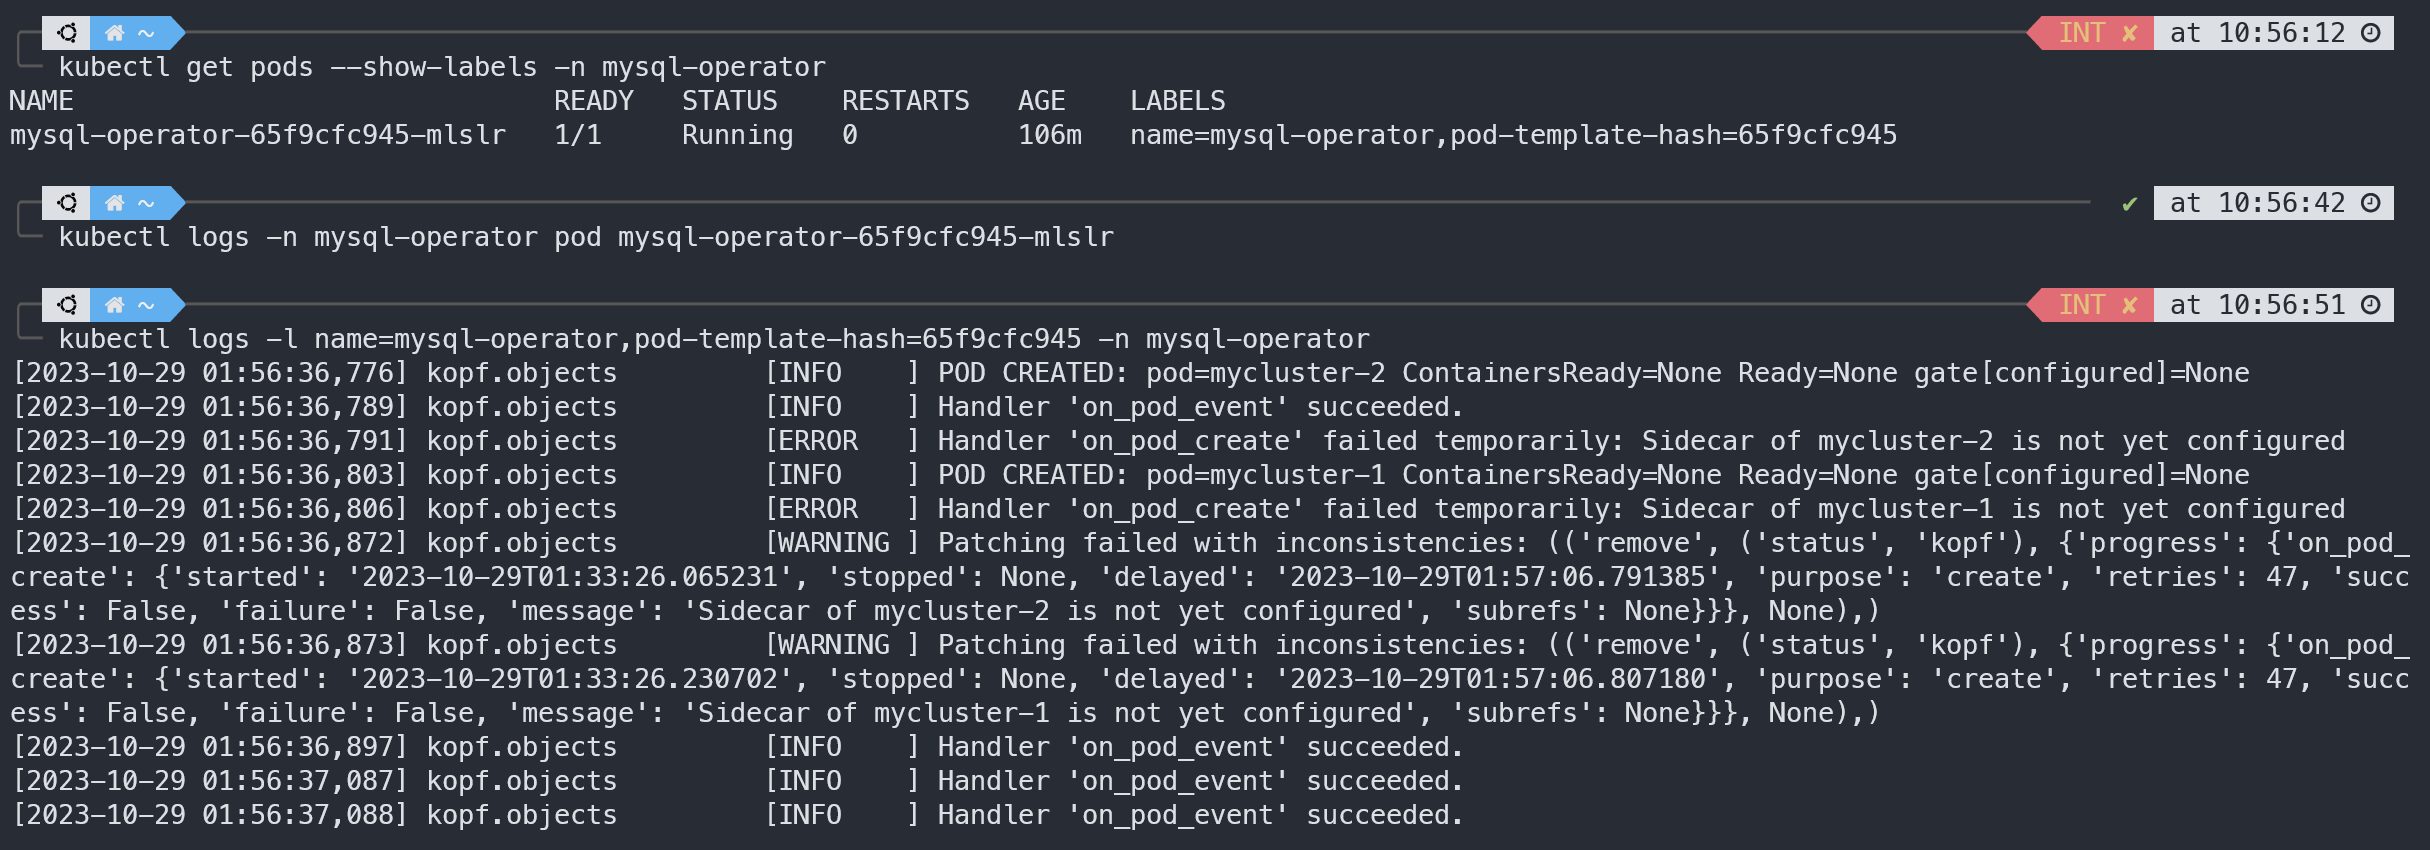 ~ INT ✘ at 10:56:12
kubectl get pods --show-labels -n mysql-operator
NAME READY STATUS RESTARTS AGE LABELS
mysql-operator-65f9cfc945-mlslr 1/1 Running 0 106m name=mysql-operator,pod-template-hash=65f9cfc945
~ ✔ at 10:56:42
kubectl logs -n mysql-operator pod mysql-operator-65f9cfc945-mlslr
~ INT ✘ at 10:56:51
kubectl logs -l name=mysql-operator,pod-template-hash=65f9cfc945 -n mysql-operator
[2023-10-29 01:56:36,776] kopf.objects [INFO ] POD CREATED: pod=mycluster-2 ContainersReady=None Ready=None gate[configured]=None
[2023-10-29 01:56:36,789] kopf.objects [INFO ] Handler 'on_pod_event' succeeded.
[2023-10-29 01:56:36,791] kopf.objects [ERROR ] Handler 'on_pod_create' failed temporarily: Sidecar of mycluster-2 is not yet configured
[2023-10-29 01:56:36,803] kopf.objects [INFO ] POD CREATED: pod=mycluster-1 ContainersReady=None Ready=None gate[configured]=None
[2023-10-29 01:56:36,806] kopf.objects [ERROR ] Handler 'on_pod_create' failed temporarily: Sidecar of mycluster-1 is not yet configured
[2023-10-29 01:56:36,872] kopf.objects [WARNING ] Patching failed with inconsistencies: (('remove', ('status', 'kopf'), {'progress': {'on_pod_
create': {'started': '2023-10-29T01:33:26.065231', 'stopped': None, 'delayed': '2023-10-29T01:57:06.791385', 'purpose': 'create', 'retries': 47, 'succ
ess': False, 'failure': False, 'message': 'Sidecar of mycluster-2 is not yet configured', 'subrefs': None}}}, None),)
[2023-10-29 01:56:36,873] kopf.objects [WARNING ] Patching failed with inconsistencies: (('remove', ('status', 'kopf'), {'progress': {'on_pod_
create': {'started': '2023-10-29T01:33:26.230702', 'stopped': None, 'delayed': '2023-10-29T01:57:06.807180', 'purpose': 'create', 'retries': 47, 'succ
ess': False, 'failure': False, 'message': 'Sidecar of mycluster-1 is not yet configured', 'subrefs': None}}}, None),)
[2023-10-29 01:56:36,897] kopf.objects [INFO ] Handler 'on_pod_event' succeeded.
[2023-10-29 01:56:37,087] kopf.objects [INFO ] Handler 'on_pod_event' succeeded.
[2023-10-29 01:56:37,088] kopf.objects [INFO ] Handler 'on_pod_event' succeeded.